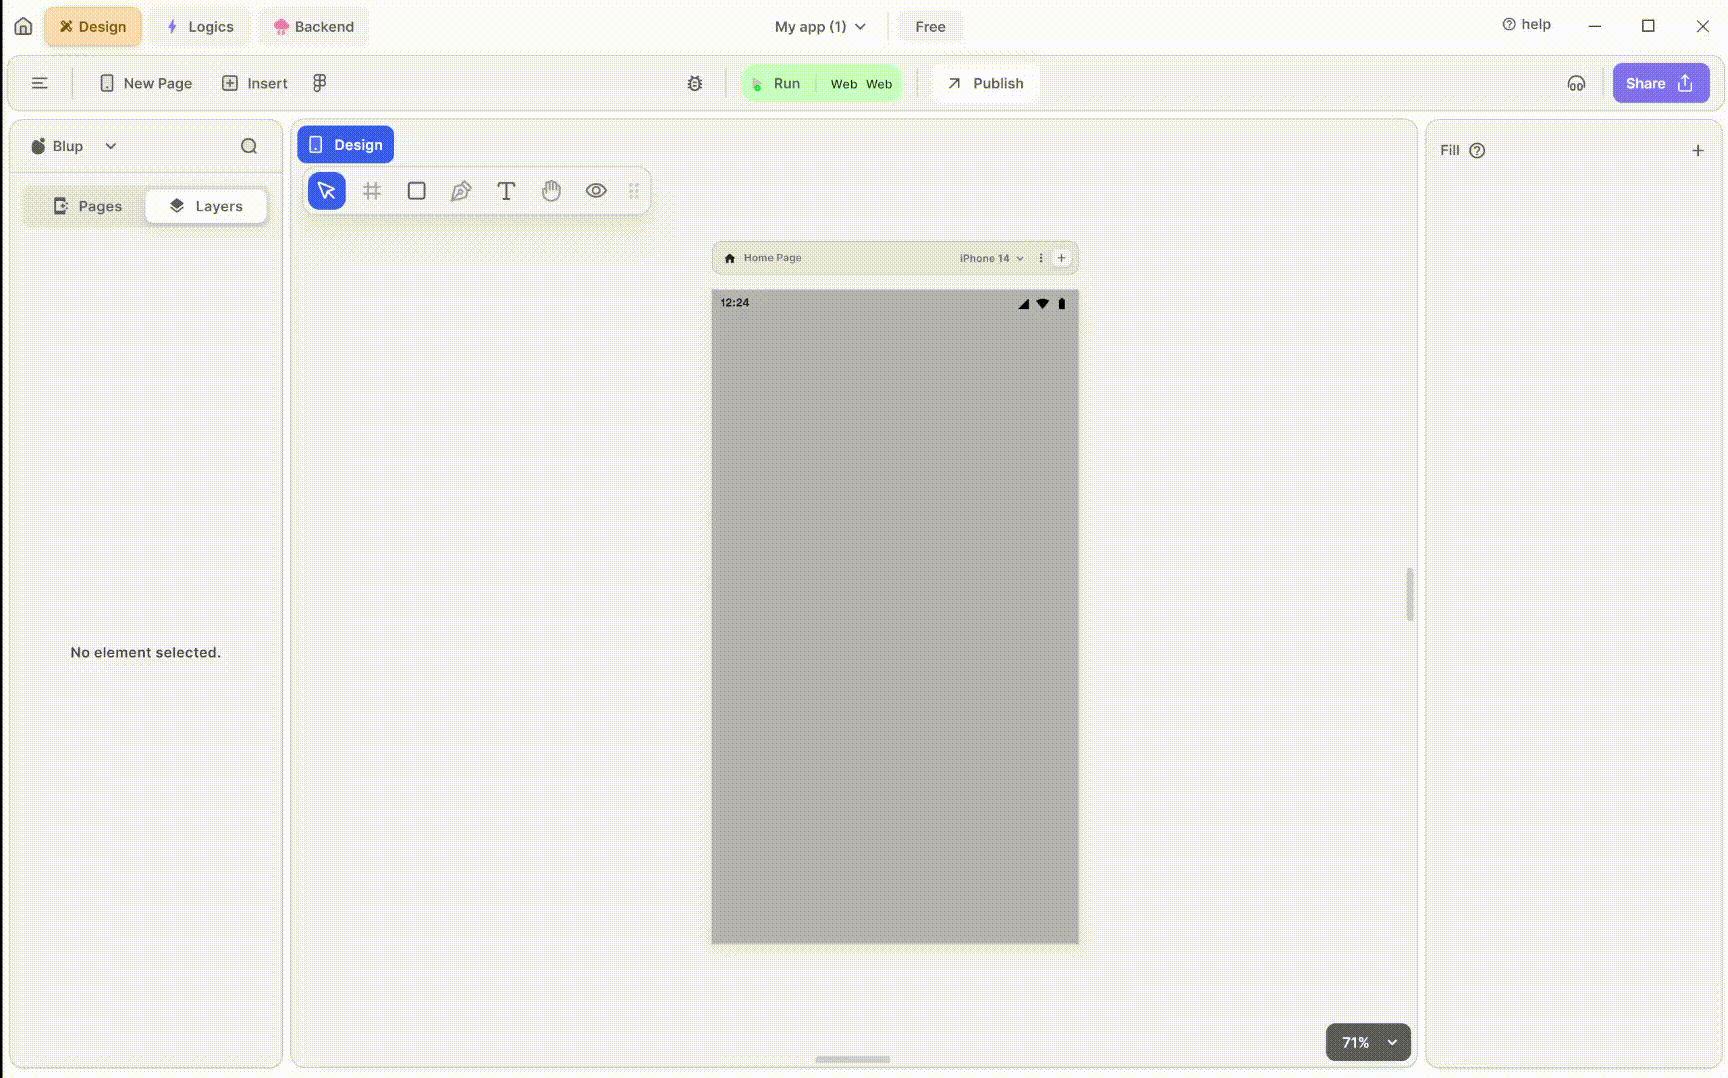 Design Logics Backend My app (1) Free help
New Page Insert Run Web Web Publish Share
Blup
Design
Fill
Pages Layers
Home Page iPhone 14
12:24
No element selected.
71%